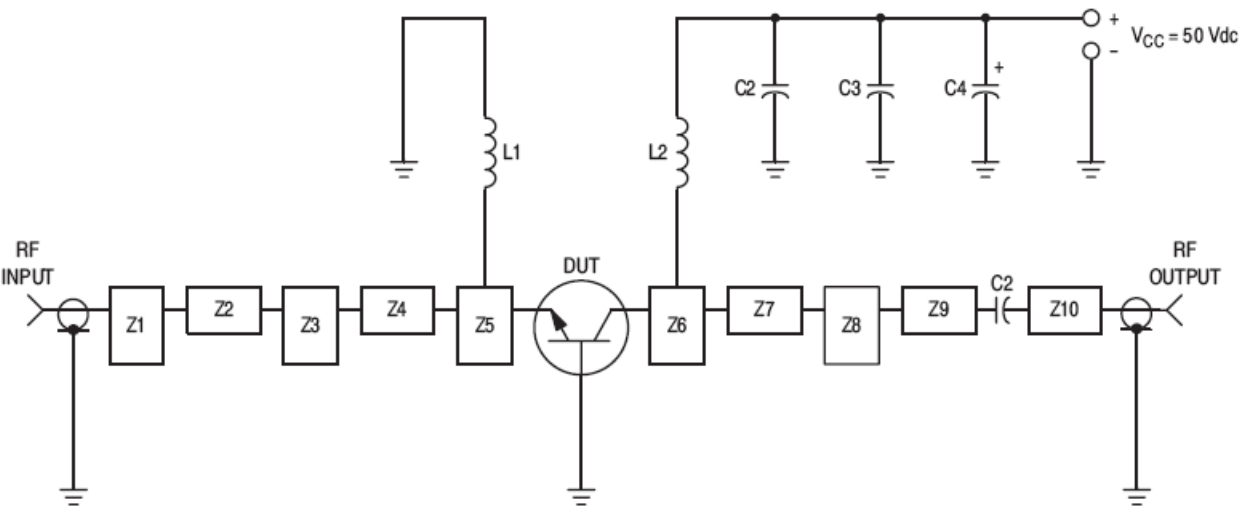 +
V_CC = 50 Vdc
−
C2
C3
C4
+
L1
L2
RF
INPUT
DUT
RF
OUTPUT
Z1
Z2
Z3
Z4
Z5
Z6
Z7
Z8
Z9
C2
Z10